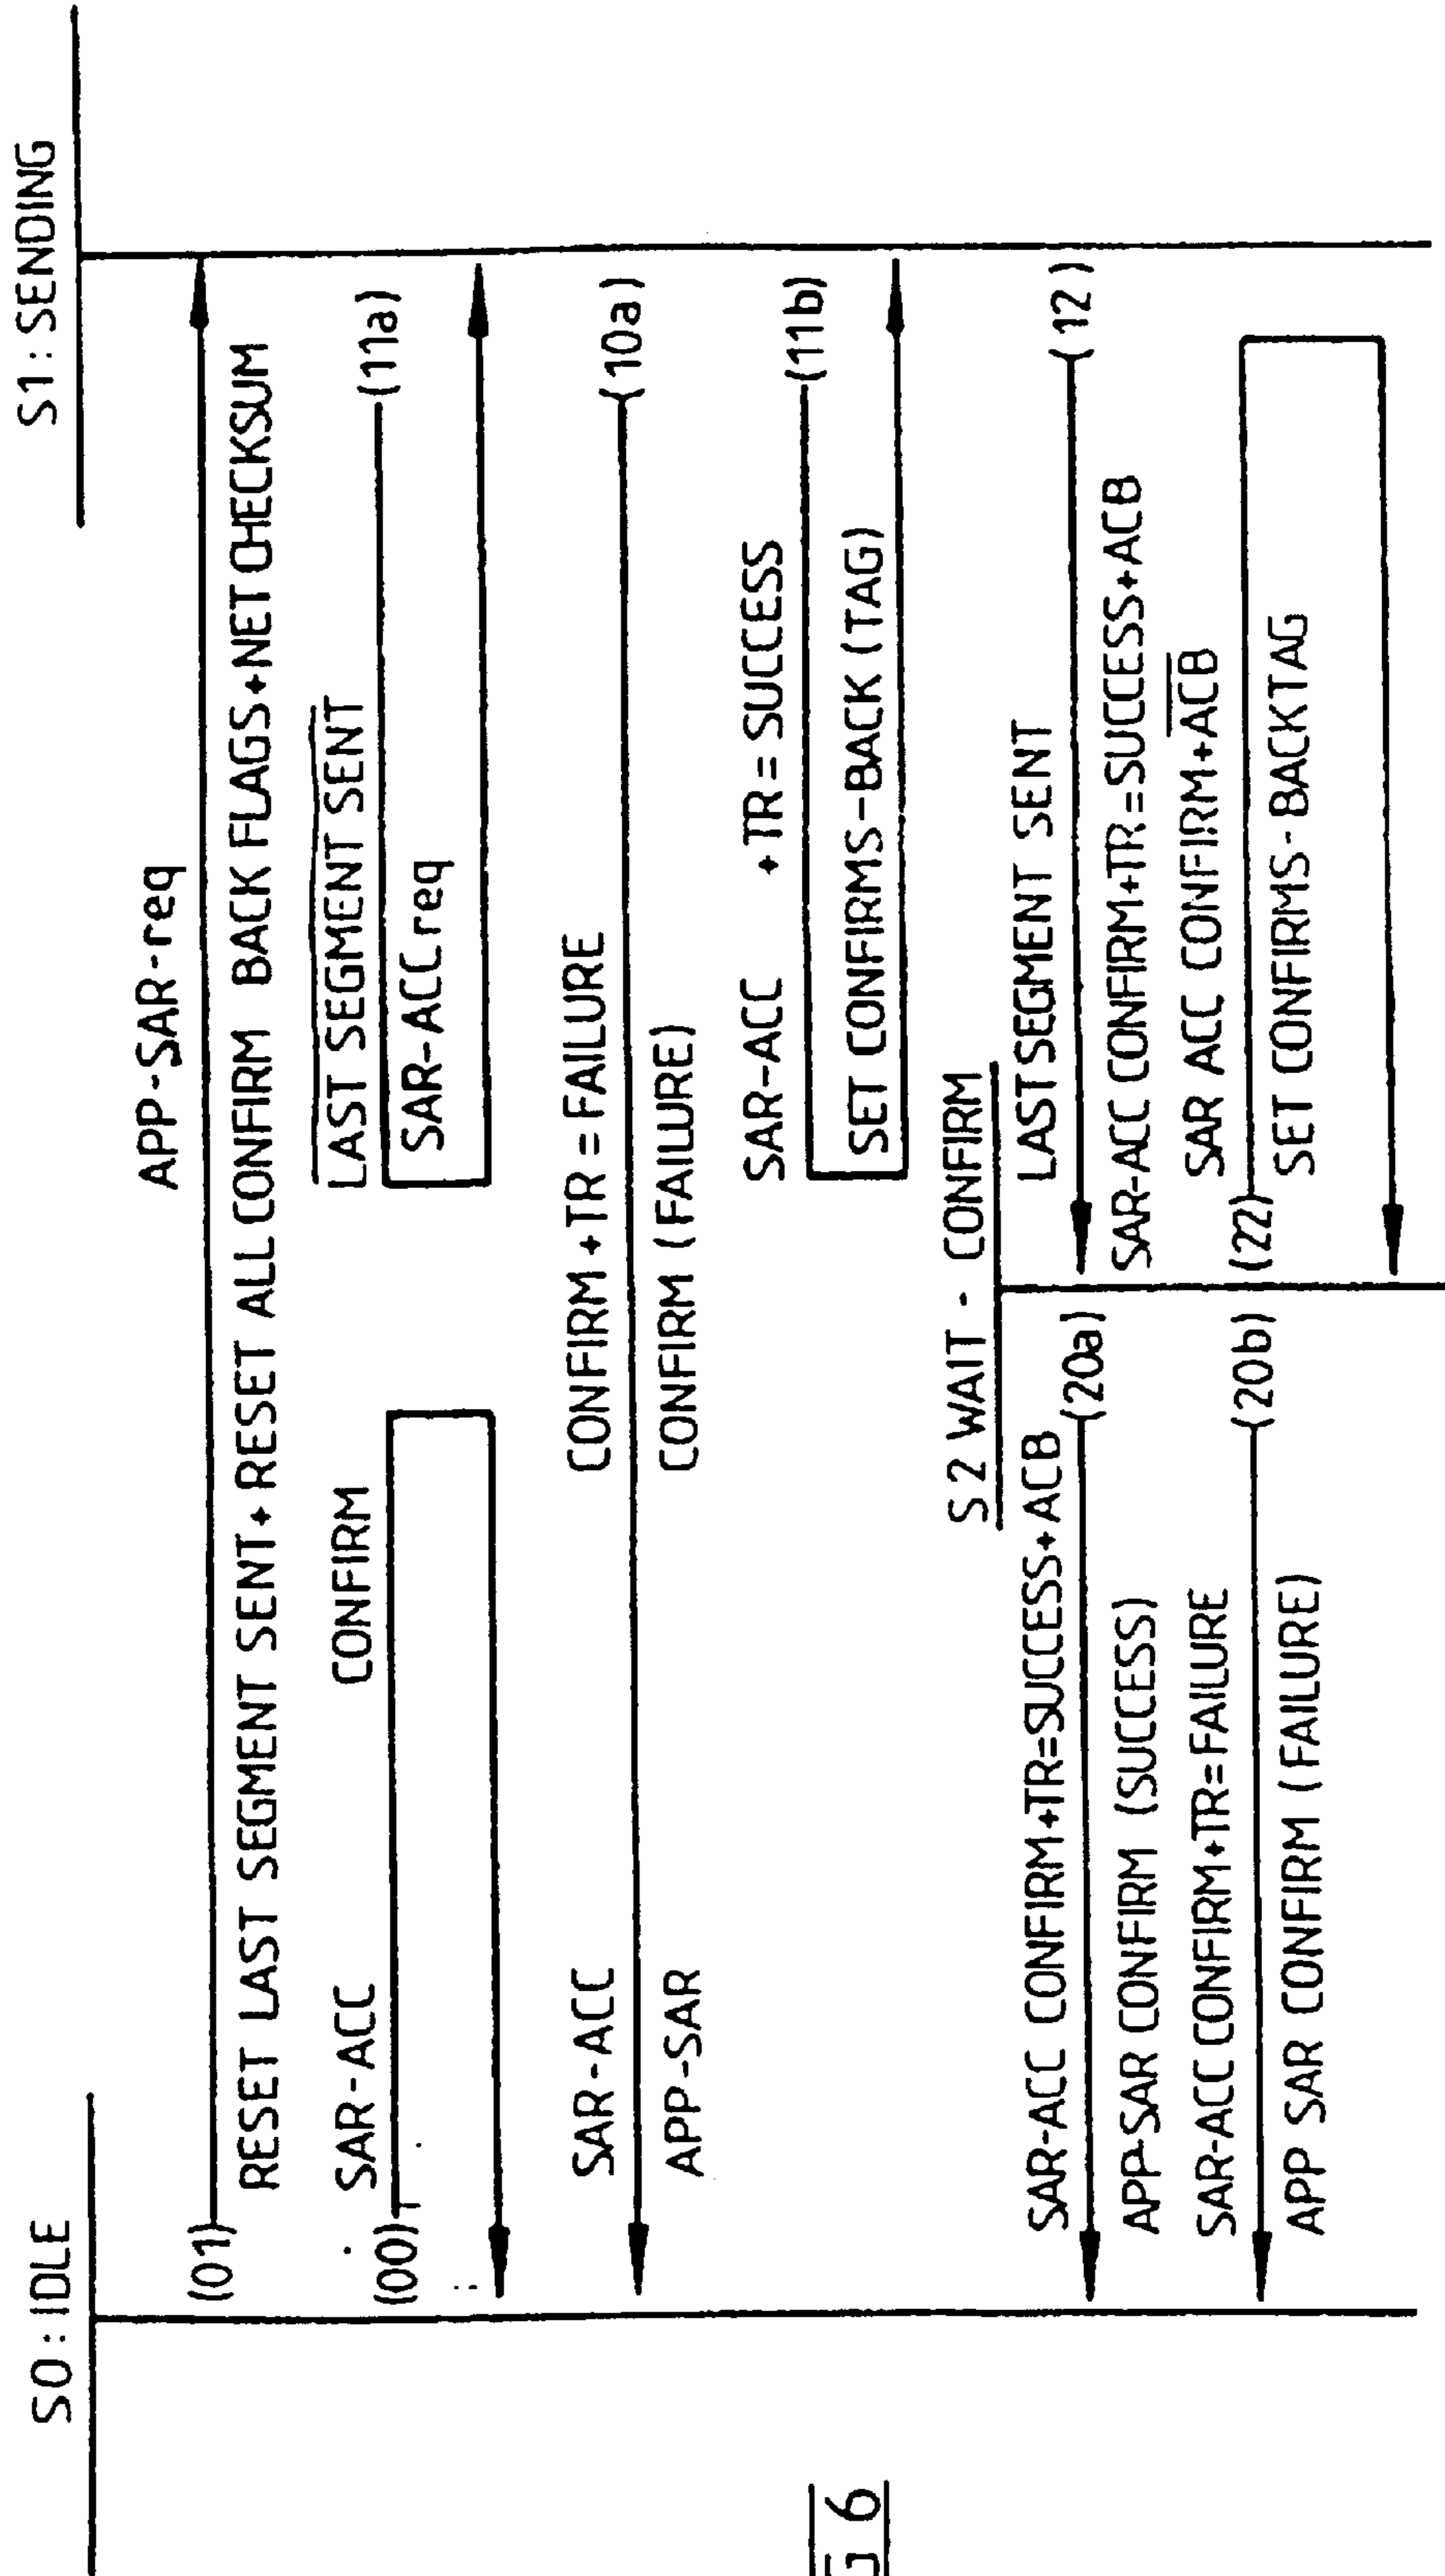 S0 : IDLE
S1 : SENDING
APP-SAR-req
(01)
RESET LAST SEGMENT SENT+ RESET ALL CONFIRM BACK FLAGS+NET CHECKSUM
SAR-ACC CONFIRM
(00)
LAST SEGMENT SENT
(11a)
SAR-ACC req
SAR-ACC CONFIRM + TR = FAILURE
(10a)
APP-SAR CONFIRM (FAILURE)
SAR-ACC +TR = SUCCESS
(11b)
SET CONFIRMS-BACK (TAG)
S 2 WAIT - CONFIRM
SAR-ACC CONFIRM+TR=SUCCESS+ACB
(20a)
APP-SAR CONFIRM (SUCCESS)
SAR-ACC CONFIRM+TR=FAILURE
(20b)
APP SAR CONFIRM (FAILURE)
LAST SEGMENT SENT
(12)
SAR-ACC CONFIRM+TR=SUCCESS+ACB
SAR ACC CONFIRM+ACB
(22)
SET CONFIRMS-BACKTAG
6